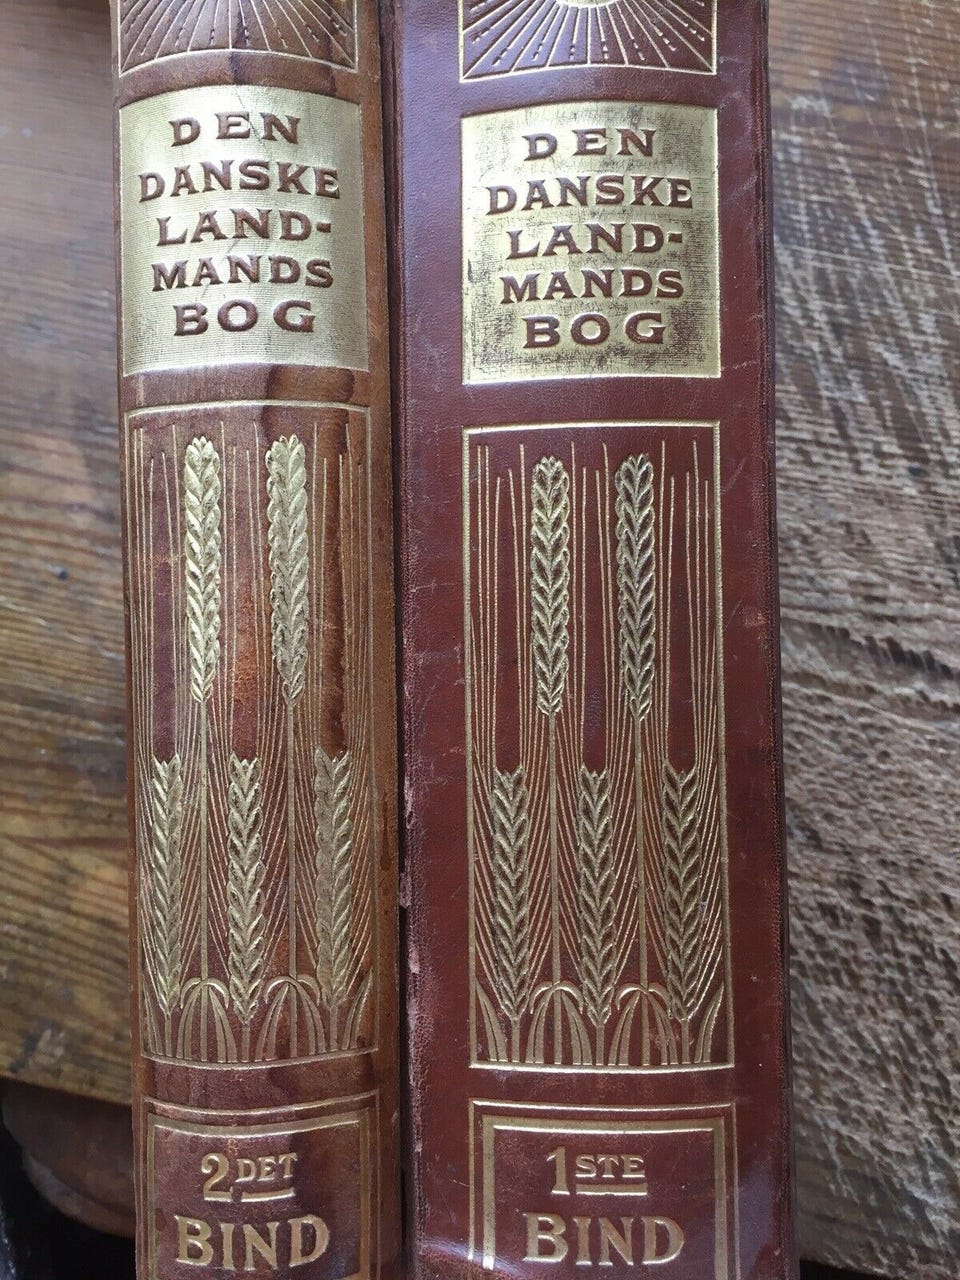 DEN
DANSKE
LAND-
MANDS
BOG
2DET
BIND
DEN
DANSKE
LAND-
MANDS
BOG
1STE
BIND